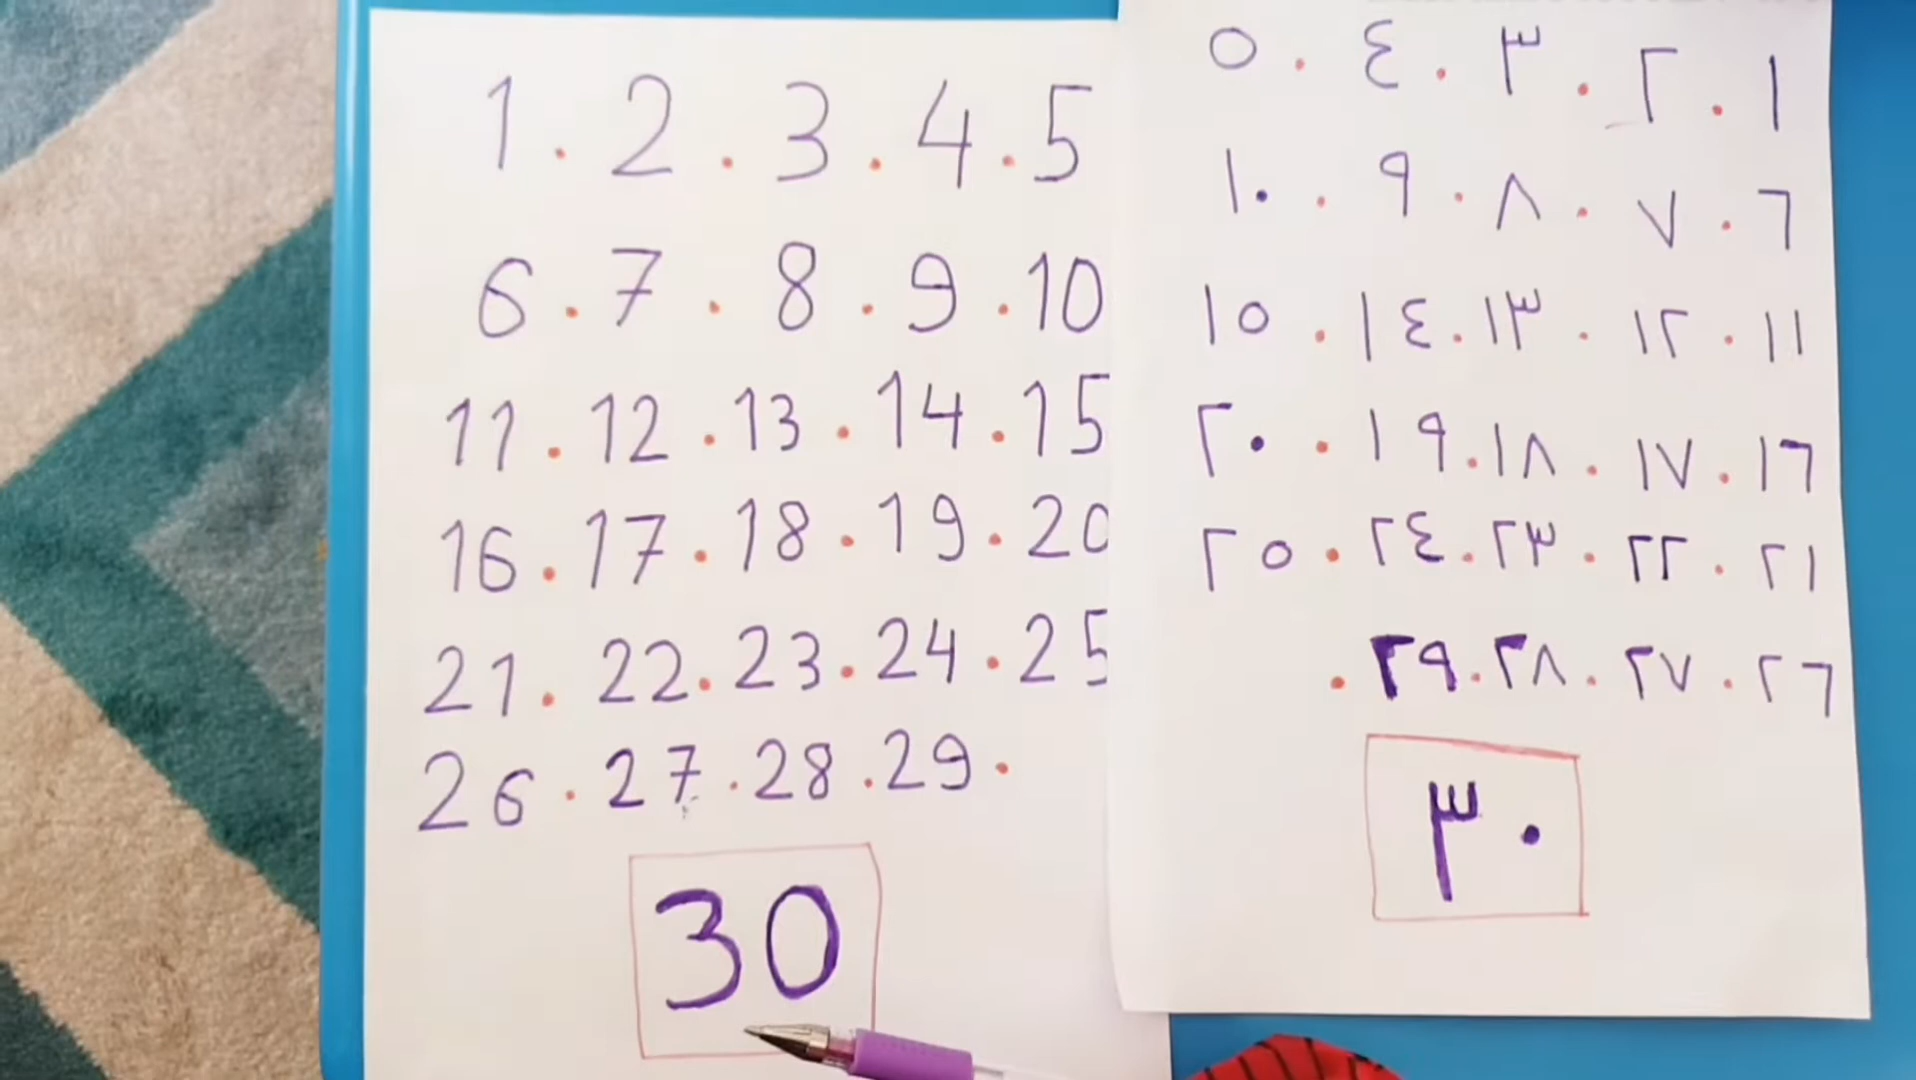 1 . 2 . 3 . 4 . 5
6 . 7 . 8 . 9 . 10
11 . 12 . 13 . 14 . 15
16 . 17 . 18 . 19 . 20
21 . 22 . 23 . 24 . 25
26 . 27 . 28 . 29 .
30
١ . ٢ . ٣ . ٤ . ٥
٦ . ٧ . ٨ . ٩ . ١٠
١١ . ١٢ . ١٣ . ١٤ . ١٥
١٦ . ١٧ . ١٨ . ١٩ . ٢٠
٢١ . ٢٢ . ٢٣ . ٢٤ . ٢٥
٢٦ . ٢٧ . ٢٨ . ٢٩ .
٣٠